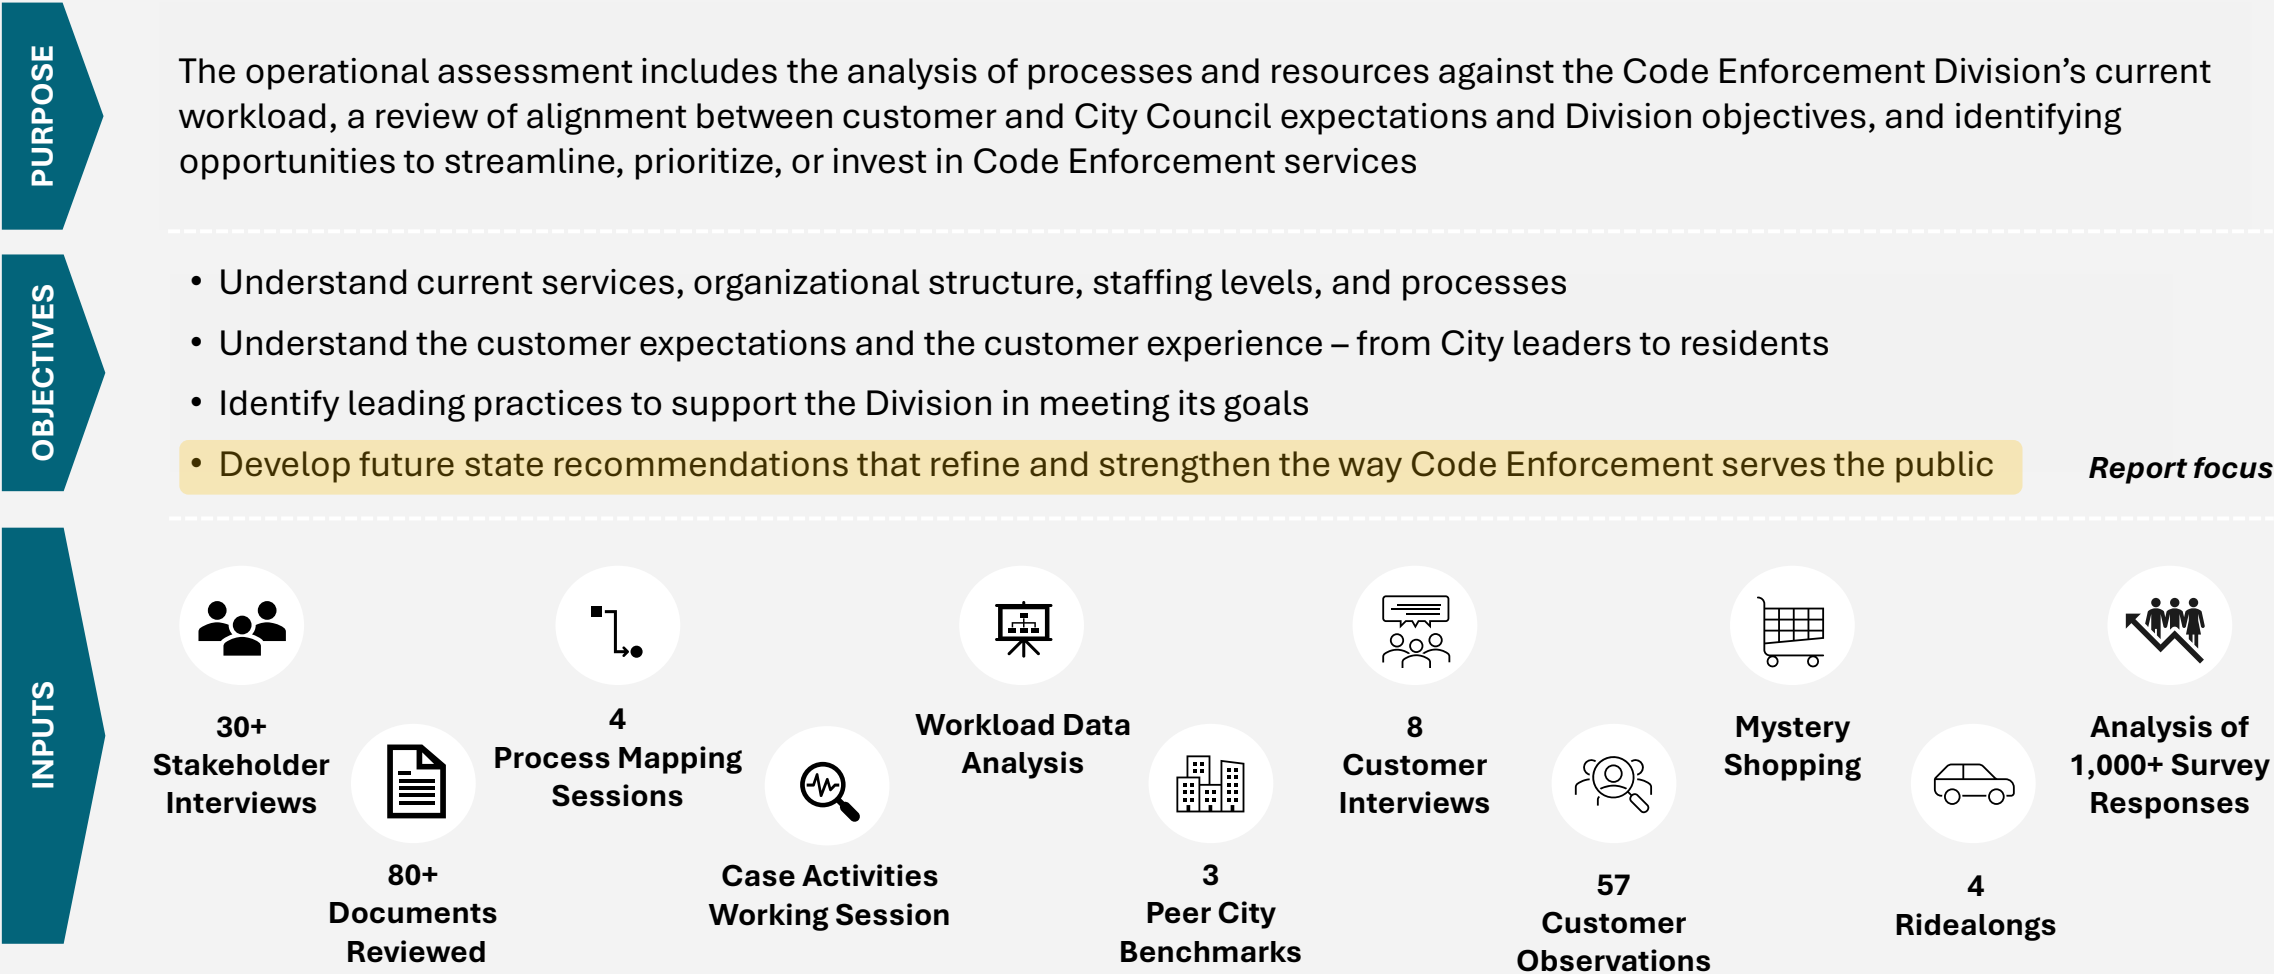 PURPOSE
The operational assessment includes the analysis of processes and resources against the Code Enforcement Division’s current
workload, a review of alignment between customer and City Council expectations and Division objectives, and identifying
opportunities to streamline, prioritize, or invest in Code Enforcement services
OBJECTIVES
• Understand current services, organizational structure, staffing levels, and processes
• Understand the customer expectations and the customer experience – from City leaders to residents
• Identify leading practices to support the Division in meeting its goals
• Develop future state recommendations that refine and strengthen the way Code Enforcement serves the public
Report focus
INPUTS
30+
Stakeholder
Interviews
80+
Documents
Reviewed
4
Process Mapping
Sessions
Case Activities
Working Session
Workload Data
Analysis
3
Peer City
Benchmarks
8
Customer
Interviews
57
Customer
Observations
Mystery
Shopping
4
Ridealongs
Analysis of
1,000+ Survey
Responses